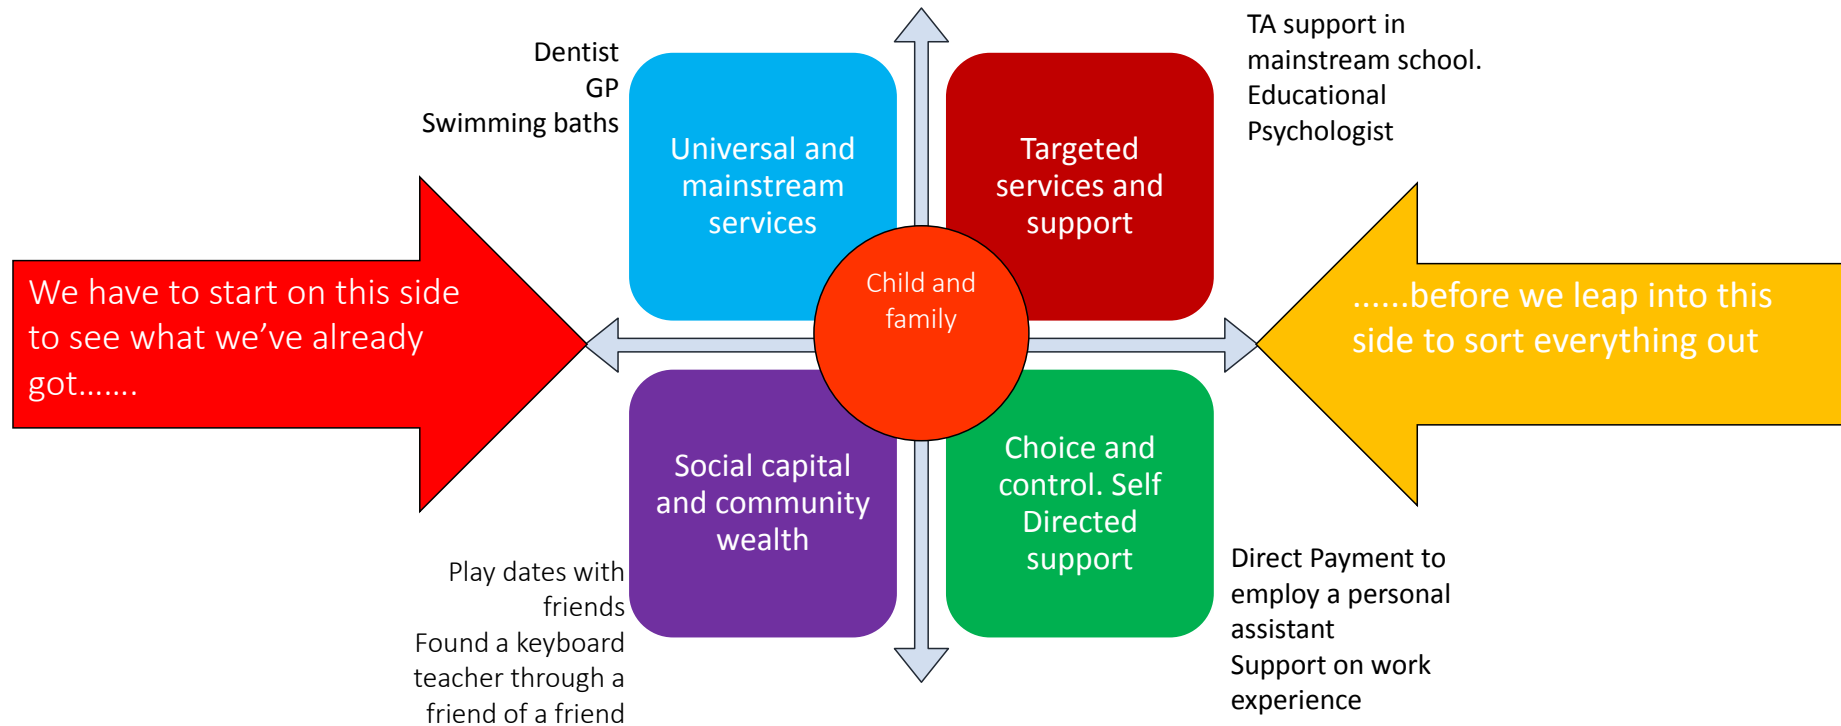 Dentist
GP
Swimming baths
Universal and
mainstream
services
Targeted
services and
support
TA support in
mainstream school.
Educational
Psychologist
We have to start on this side
to see what we’ve already
got.......
Child and
family
......before we leap into this
side to sort everything out
Social capital
and community
wealth
Choice and
control. Self
Directed
support
Play dates with
friends
Found a keyboard
teacher through a
friend of a friend
Direct Payment to
employ a personal
assistant
Support on work
experience